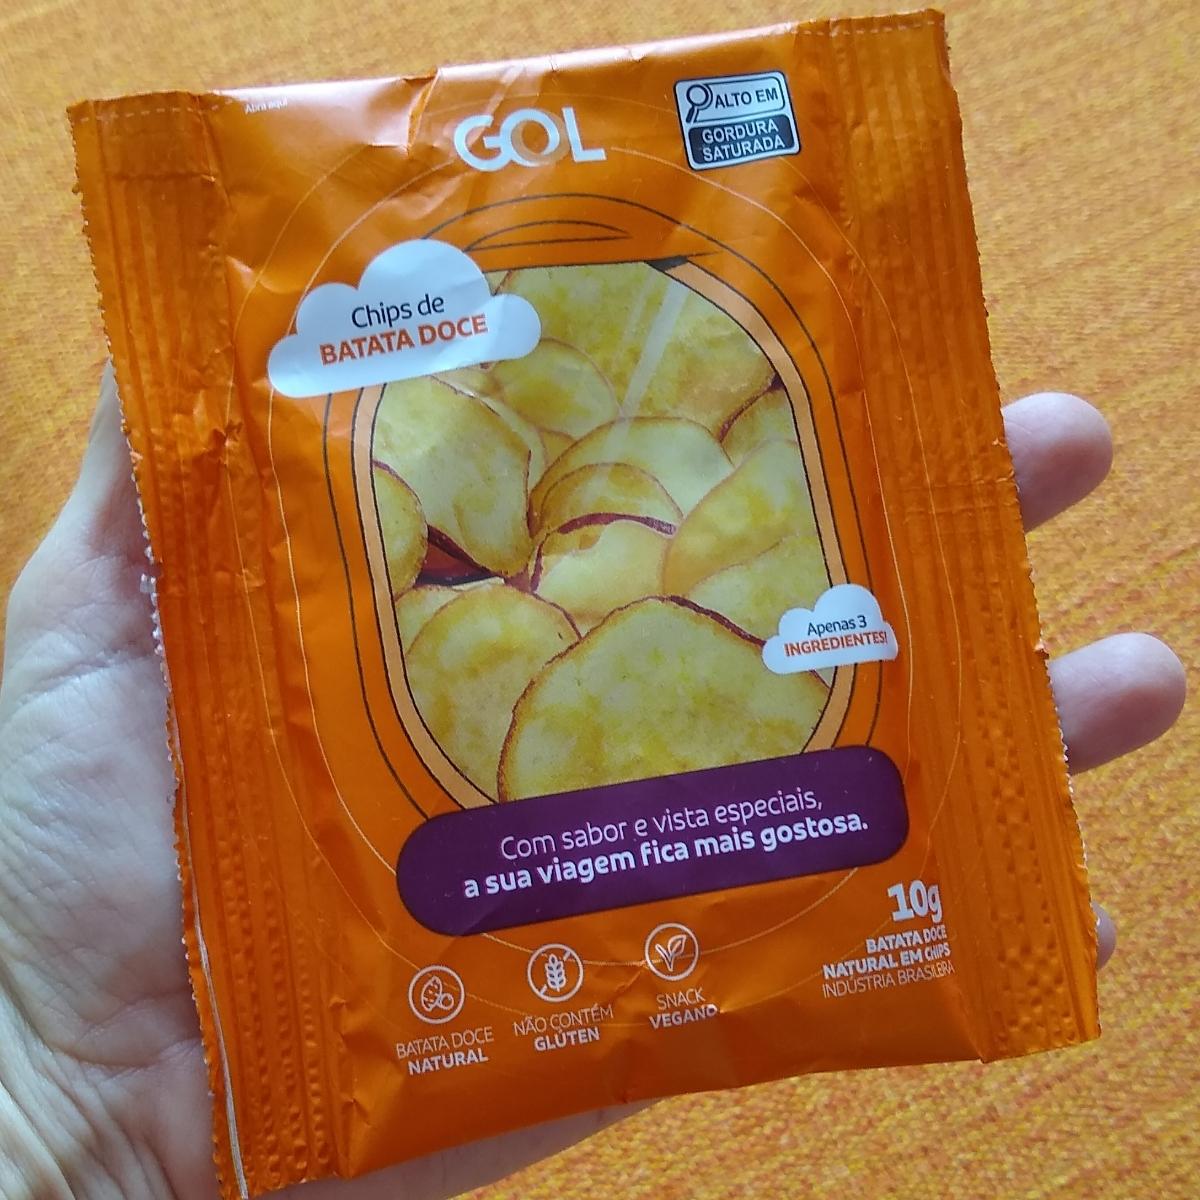 Abra aqui
GOL
ALTO EM
GORDURA
SATURADA
Chips de
BATATA DOCE
Apenas 3
INGREDIENTES!
Com sabor e vista especiais,
a sua viagem fica mais gostosa.
10g
BATATA DOCE
NATURAL EM CHIPS
INDÚSTRIA BRASILEIRA
BATATA DOCE
NATURAL
NÃO CONTÉM
GLÚTEN
SNACK
VEGANO